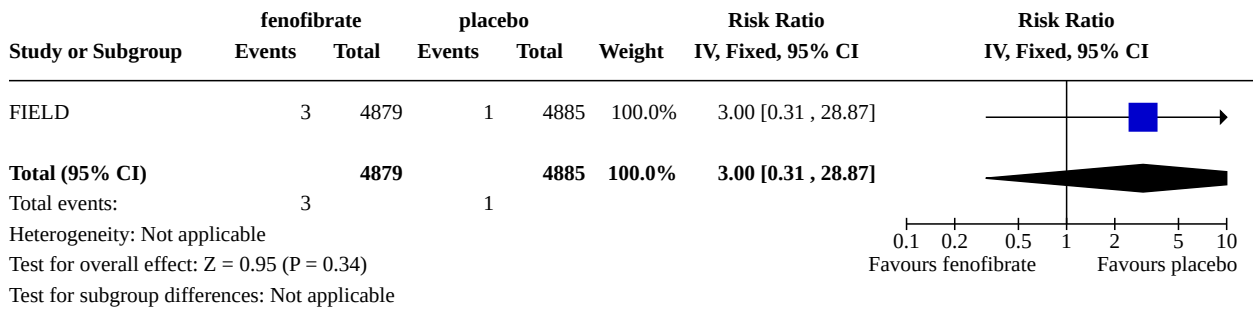 fenofibrate placebo Risk Ratio Risk Ratio
Study or Subgroup Events Total Events Total Weight IV, Fixed, 95% CI IV, Fixed, 95% CI
FIELD 3 4879 1 4885 100.0% 3.00 [0.31 , 28.87]
Total (95% CI) 4879 4885 100.0% 3.00 [0.31 , 28.87]
Total events: 3 1
Heterogeneity: Not applicable
0.1 0.2 0.5 1 2 5 10
Test for overall effect: Z = 0.95 (P = 0.34) Favours fenofibrate Favours placebo
Test for subgroup differences: Not applicable